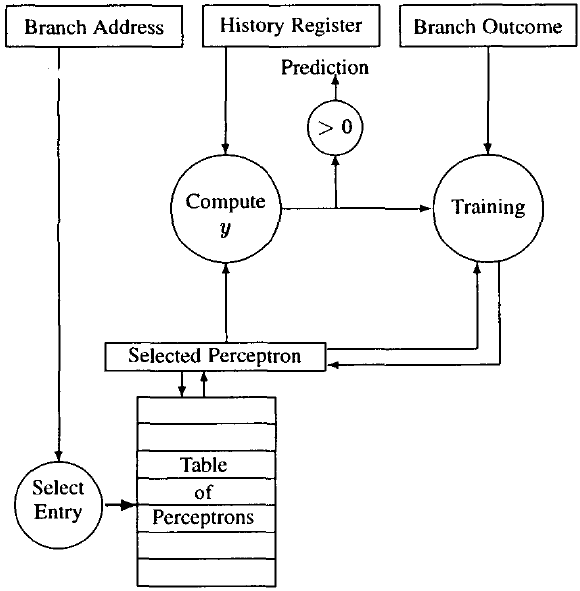 Branch Address
History Register
Branch Outcome
Prediction
> 0
Compute
y
Training
Selected Perceptron
Table
of
Perceptrons
Select
Entry